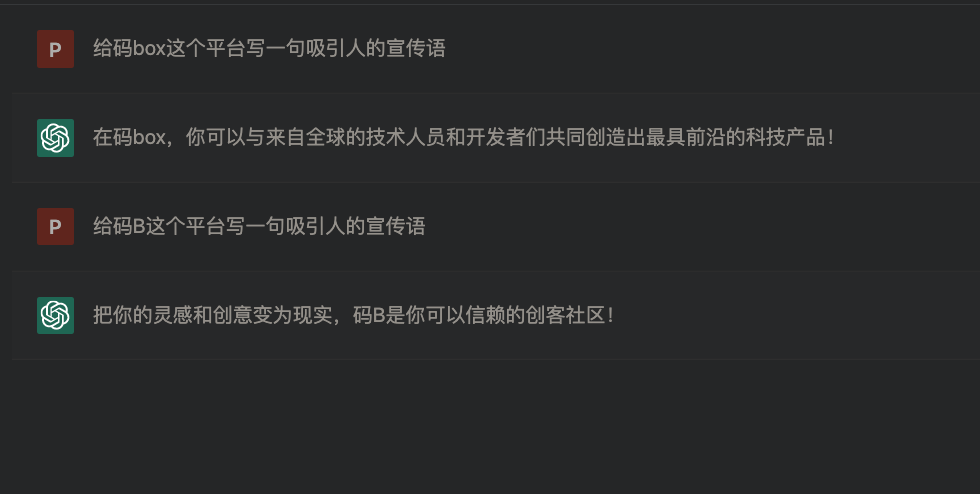 P
给码box这个平台写一句吸引人的宣传语
在码box，你可以与来自全球的技术人员和开发者们共同创造出最具前沿的科技产品！
P
给码B这个平台写一句吸引人的宣传语
把你的灵感和创意变为现实，码B是你可以信赖的创客社区！